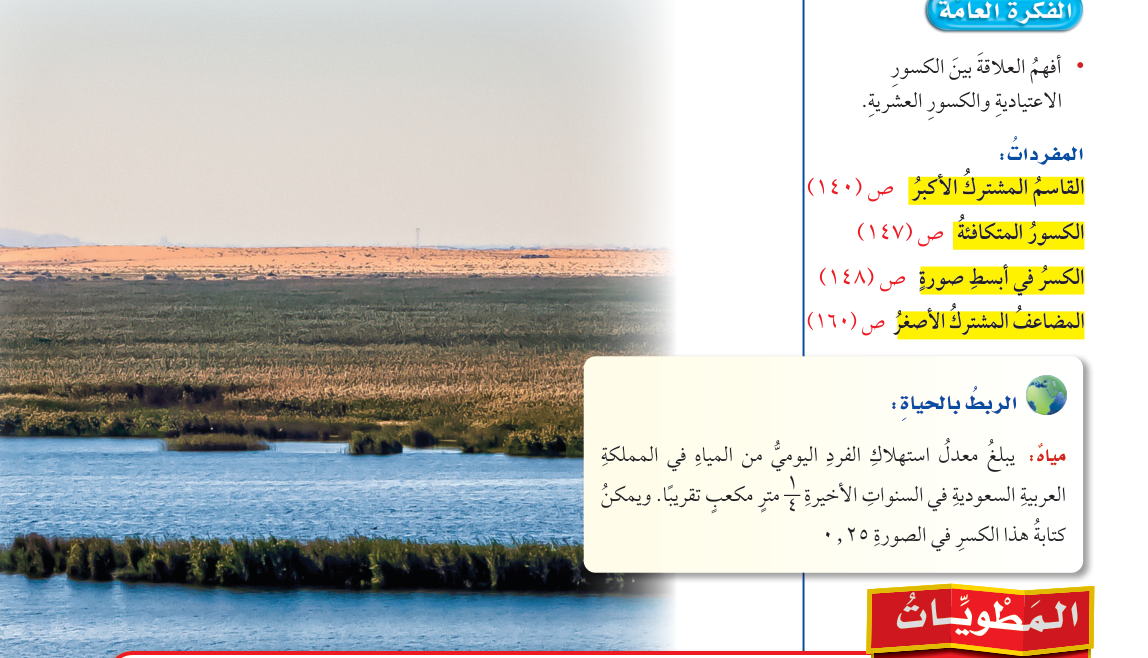 الفكرة العامة
• أفهمُ العلاقةَ بينَ الكسورِ
الاعتياديةِ والكسورِ العشريةِ.
المفرداتُ:
القاسمُ المشتركُ الأكبرُ ص (١٤٠)
الكسورُ المتكافئةُ ص (١٤٧)
الكسرُ في أبسطِ صورةٍ ص (١٤٨)
المضاعفُ المشتركُ الأصغرُ ص (١٦٠)
الربطُ بالحياةِ:
مياهٌ: يبلغُ معدلُ استهلاكِ الفردِ اليوميُّ من المياهِ في المملكةِ
العربيةِ السعوديةِ في السنواتِ الأخيرةِ ١/٤ مترٍ مكعبٍ تقريبًا. ويمكنُ
كتابةُ هذا الكسرِ في الصورةِ ٠,٢٥
المَطْويَّاتُ